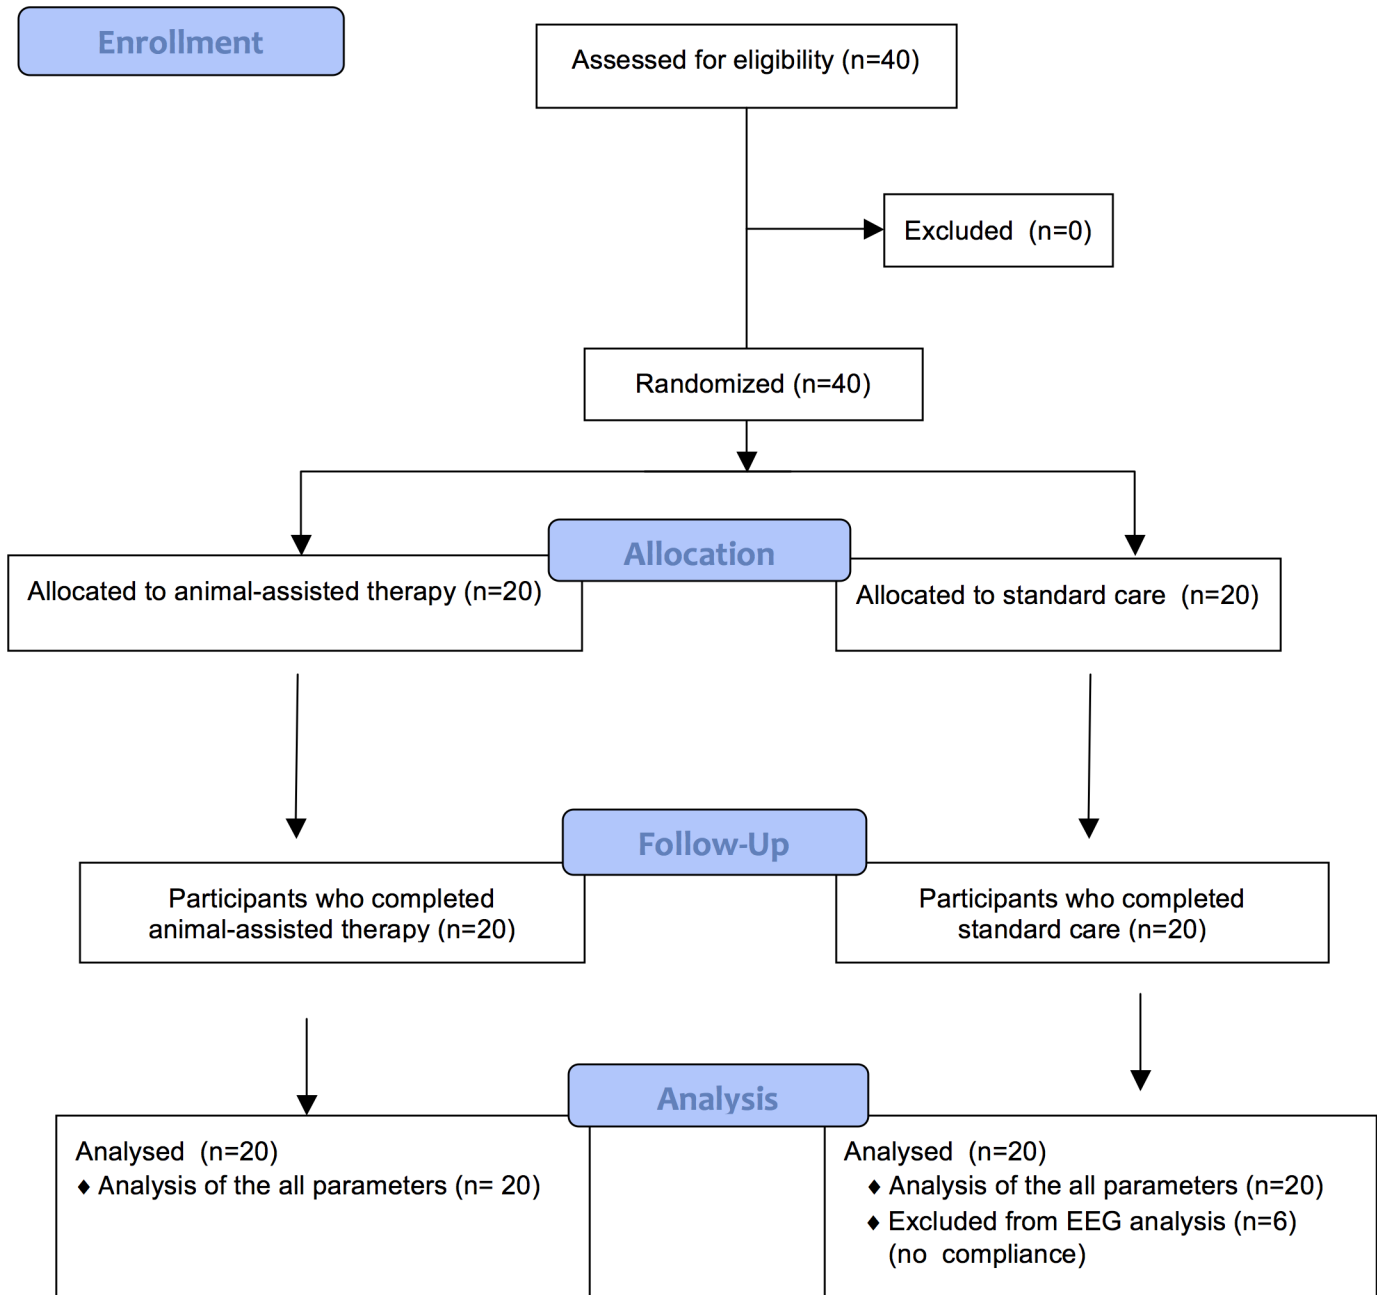 Enrollment
Assessed for eligibility (n=40)
Excluded  (n=0)
Randomized (n=40)
Allocation
Allocated to animal-assisted therapy (n=20)
Allocated to standard care  (n=20)
Follow-Up
Participants who completed
animal-assisted therapy (n=20)
Participants who completed
standard care (n=20)
Analysis
Analysed  (n=20)
♦ Analysis of the all parameters (n= 20)
Analysed  (n=20)
♦ Analysis of the all parameters (n=20)
♦ Excluded from EEG analysis (n=6)
(no  compliance)